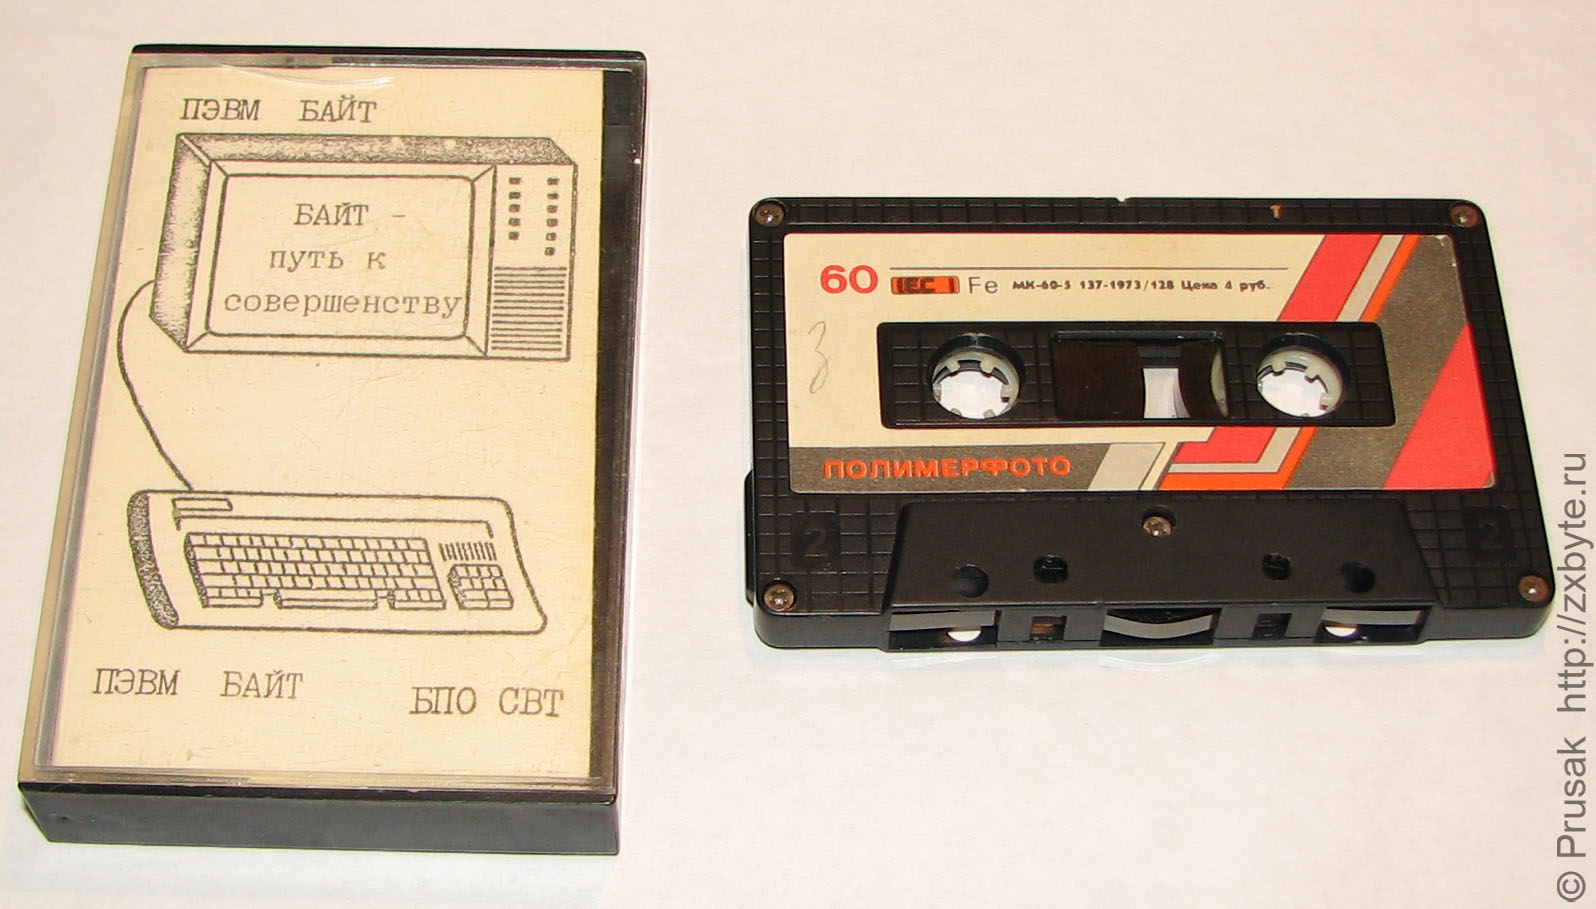 ПЭВМ БАЙТ
БАЙТ -
путь к
совершенству
ПЭВМ БАЙТ
БПО СВТ
60 IEC I Fe МК-60-5 137-1973/128 Цена 4 руб.
3
ПОЛИМЕРФОТО
2 2
© Prusak http://zxbyte.ru